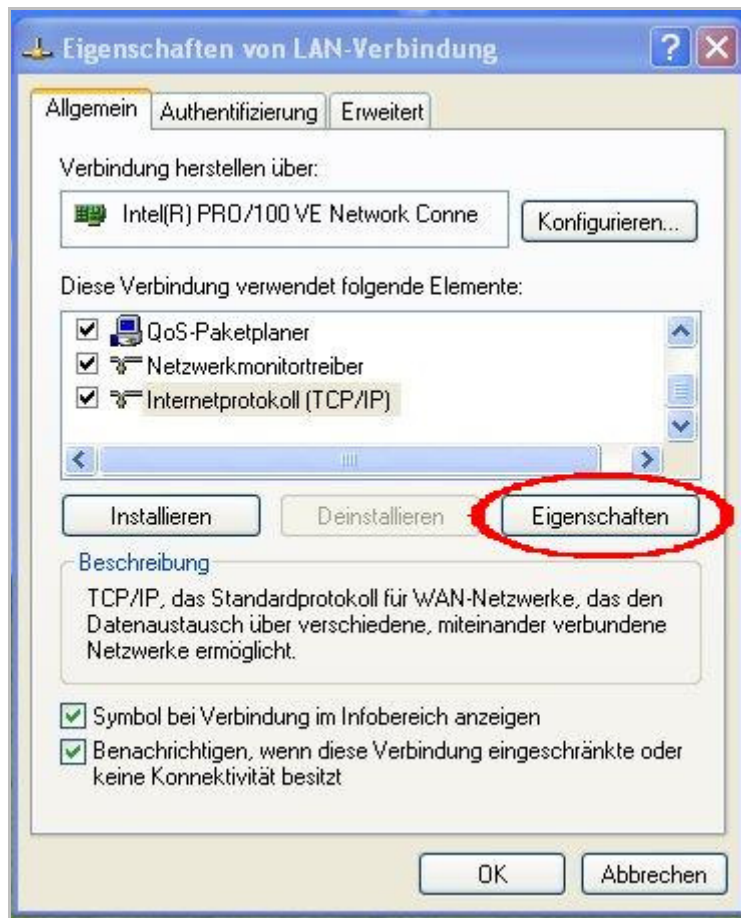 Eigenschaften von LAN-Verbindung
Allgemein
Authentifizierung
Erweitert
Verbindung herstellen über:
Intel(R) PRO/100 VE Network Conne
Konfigurieren...
Diese Verbindung verwendet folgende Elemente:
QoS-Paketplaner
Netzwerkmonitortreiber
Internetprotokoll (TCP/IP)
Installieren
Deinstallieren
Eigenschaften
Beschreibung
TCP/IP, das Standardprotokoll für WAN-Netzwerke, das den
Datenaustausch über verschiedene, miteinander verbundene
Netzwerke ermöglicht.
Symbol bei Verbindung im Infobereich anzeigen
Benachrichtigen, wenn diese Verbindung eingeschränkte oder
keine Konnektivität besitzt
OK
Abbrechen